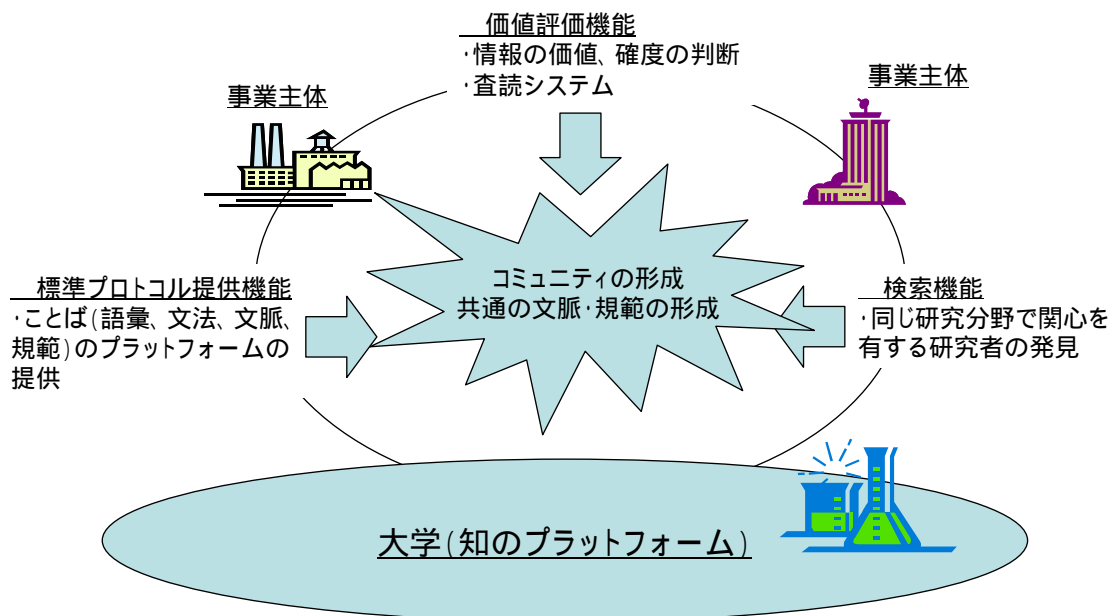 価値評価機能
・情報の価値、確度の判断
・査読システム
事業主体
事業主体
コミュニティの形成
共通の文脈・規範の形成
標準プロトコル提供機能
・ことば(語彙、文法、文脈、
規範)のプラットフォームの
提供
検索機能
・同じ研究分野で関心を
有する研究者の発見
大学(知のプラットフォーム)